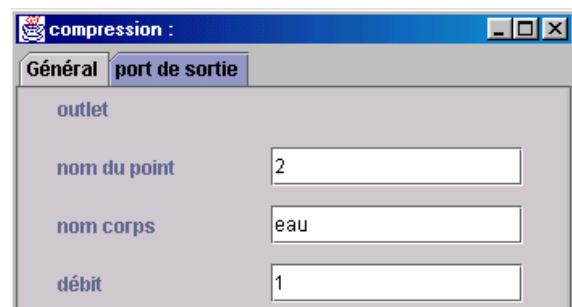 compression :
Général port de sortie
outlet
nom du point 2
nom corps eau
débit 1